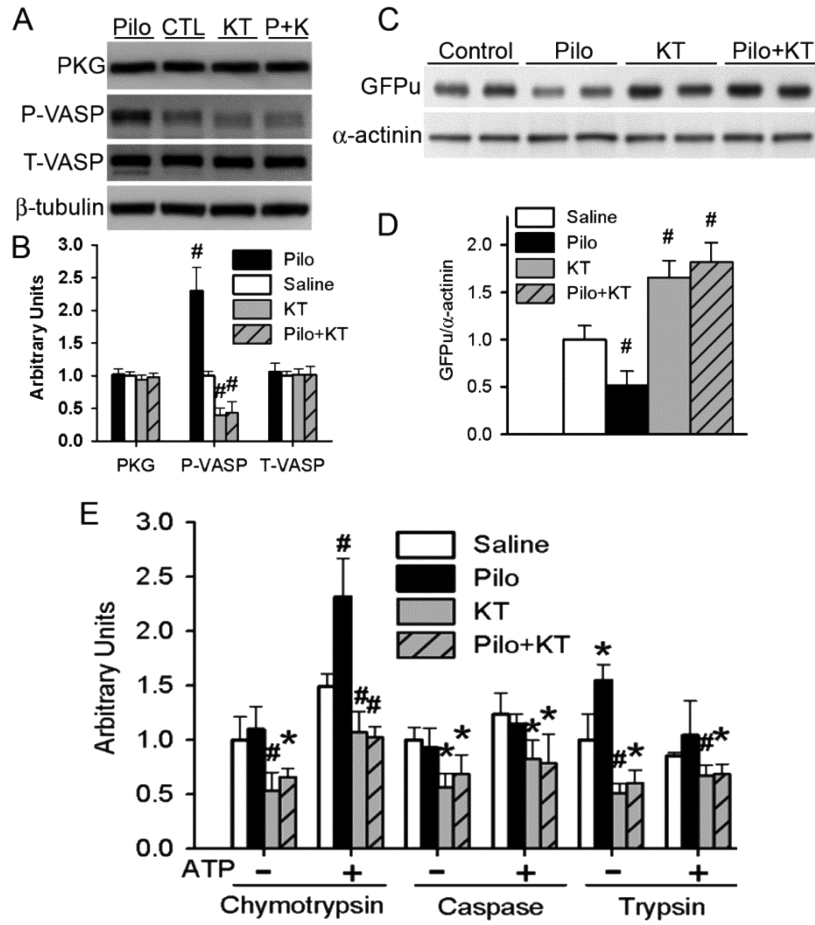 A
Pilo CTL KT P+K
PKG
P-VASP
T-VASP
β-tubulin
C
Control Pilo KT Pilo+KT
GFPu
α-actinin
B
Arbitrary Units
3.0
2.5
2.0
1.5
1.0
0.5
0.0
#
# #
Pilo
Saline
KT
Pilo+KT
PKG P-VASP T-VASP
D
GFPu/α-actinin
2.0
1.5
1.0
0.5
0.0
Saline
Pilo
KT
Pilo+KT
# # #
E
Arbitrary Units
3.0
2.5
2.0
1.5
1.0
0.5
0.0
Saline
Pilo
KT
Pilo+KT
# * # # # * * * * * # * # *
ATP − + − + − +
Chymotrypsin Caspase Trypsin